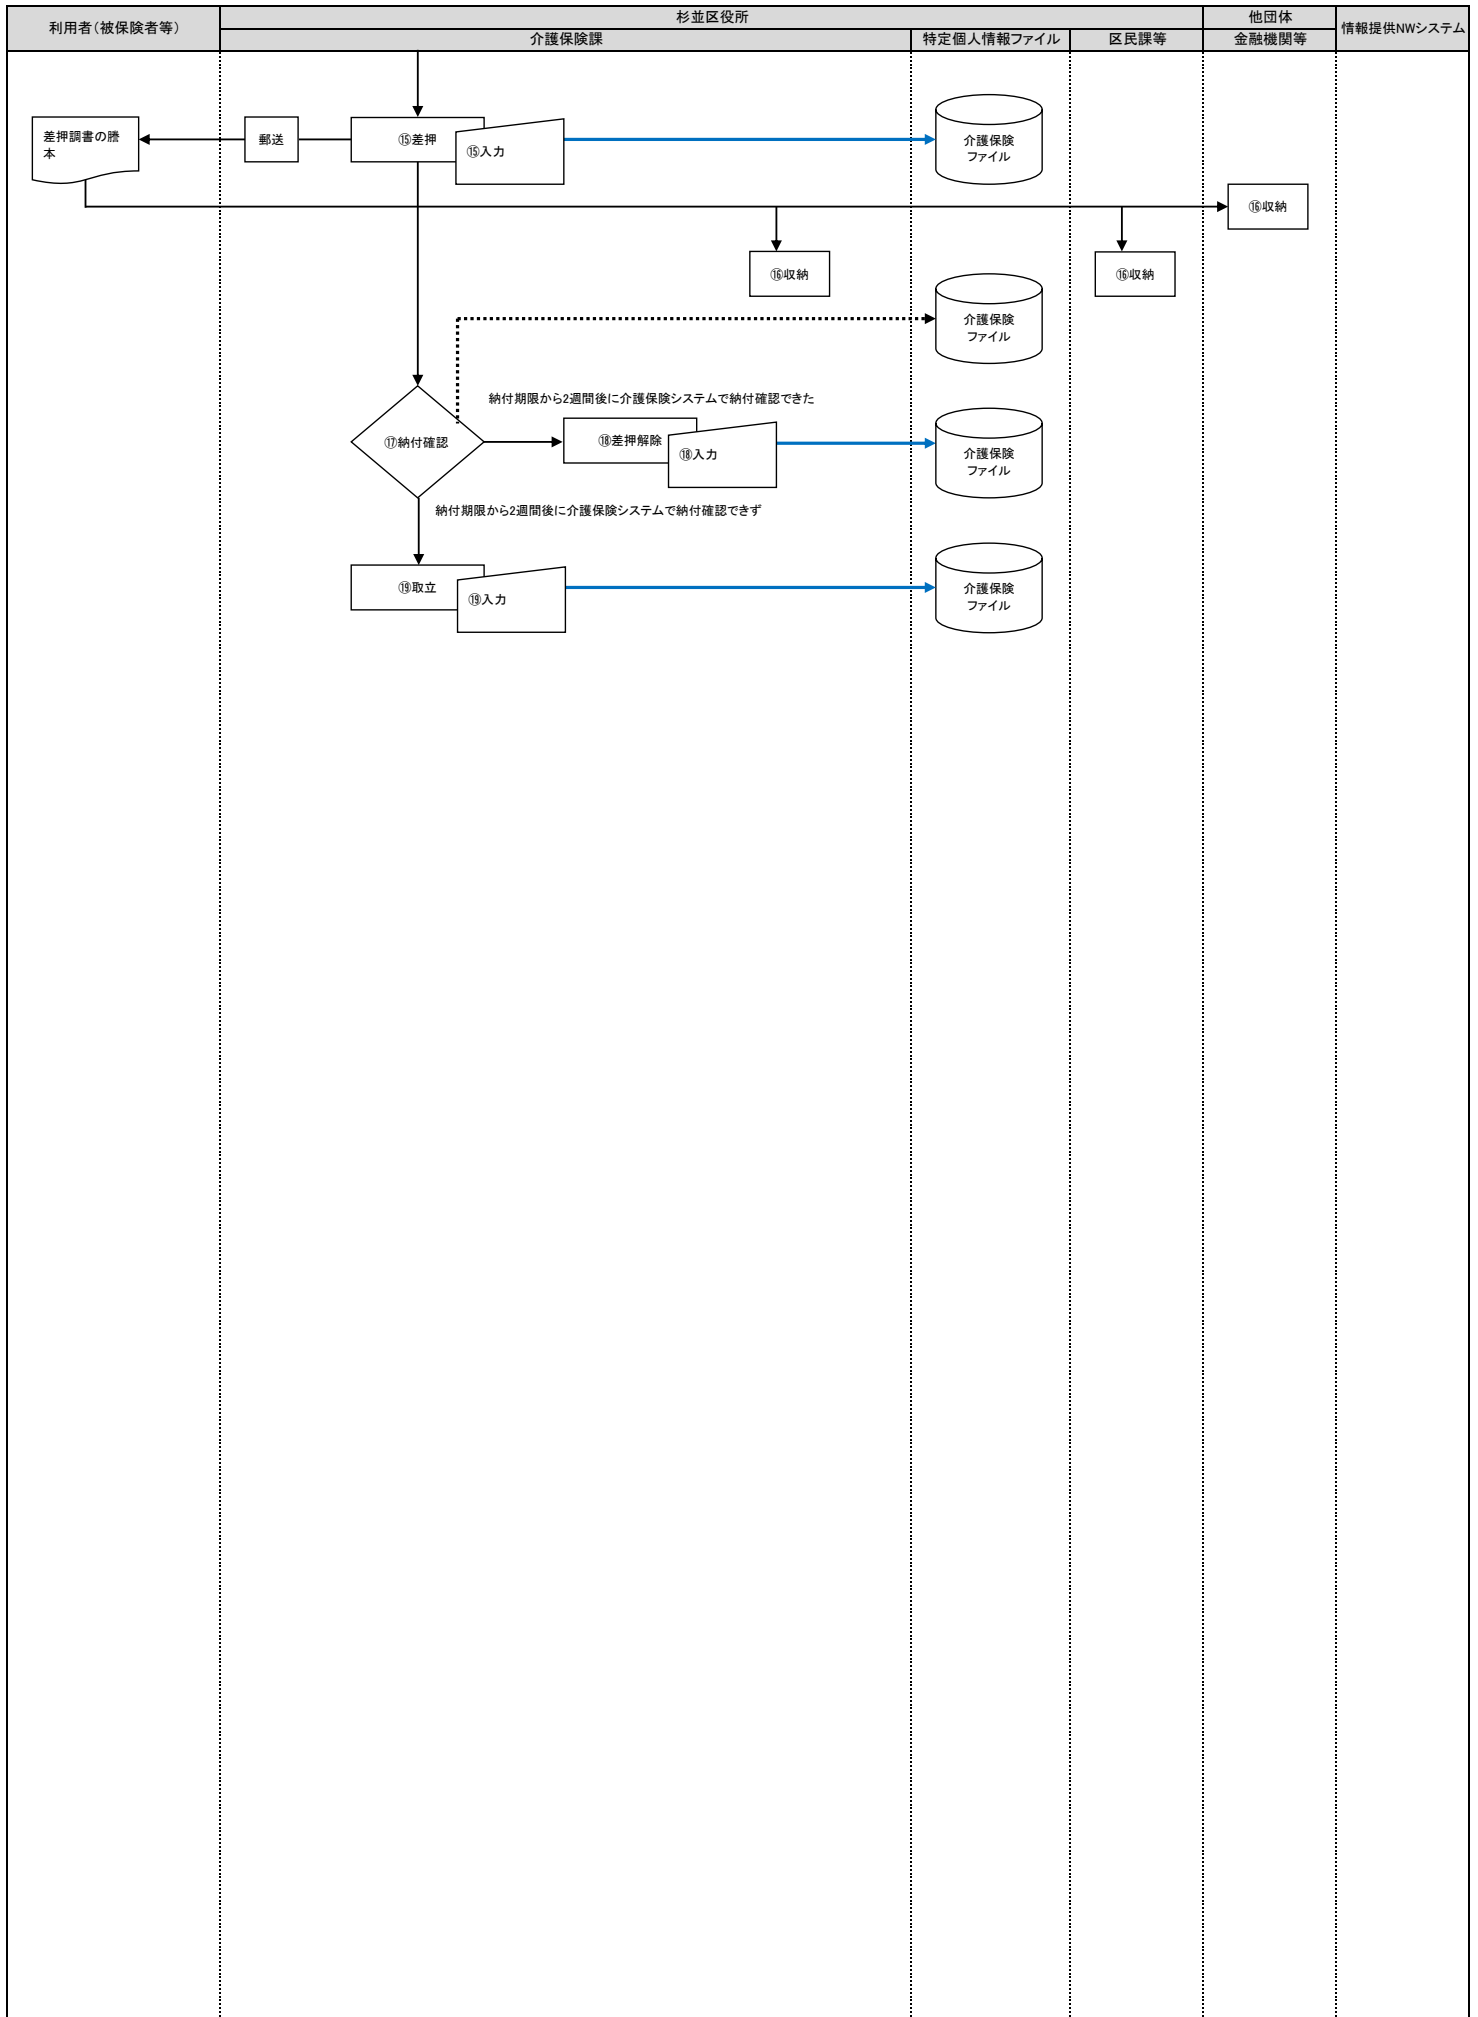 利用者（被保険者等）
杉並区役所
他団体
情報提供NWシステム
介護保険課
特定個人情報ファイル
区民課等
金融機関等
差押調書の謄
本
郵送
⑮差押
⑮入力
介護保険
ファイル
⑯収納
⑯収納
⑯収納
介護保険
ファイル
納付期限から2週間後に介護保険システムで納付確認できた
⑰納付確認
⑱差押解除
⑱入力
介護保険
ファイル
納付期限から2週間後に介護保険システムで納付確認できず
⑲取立
⑲入力
介護保険
ファイル